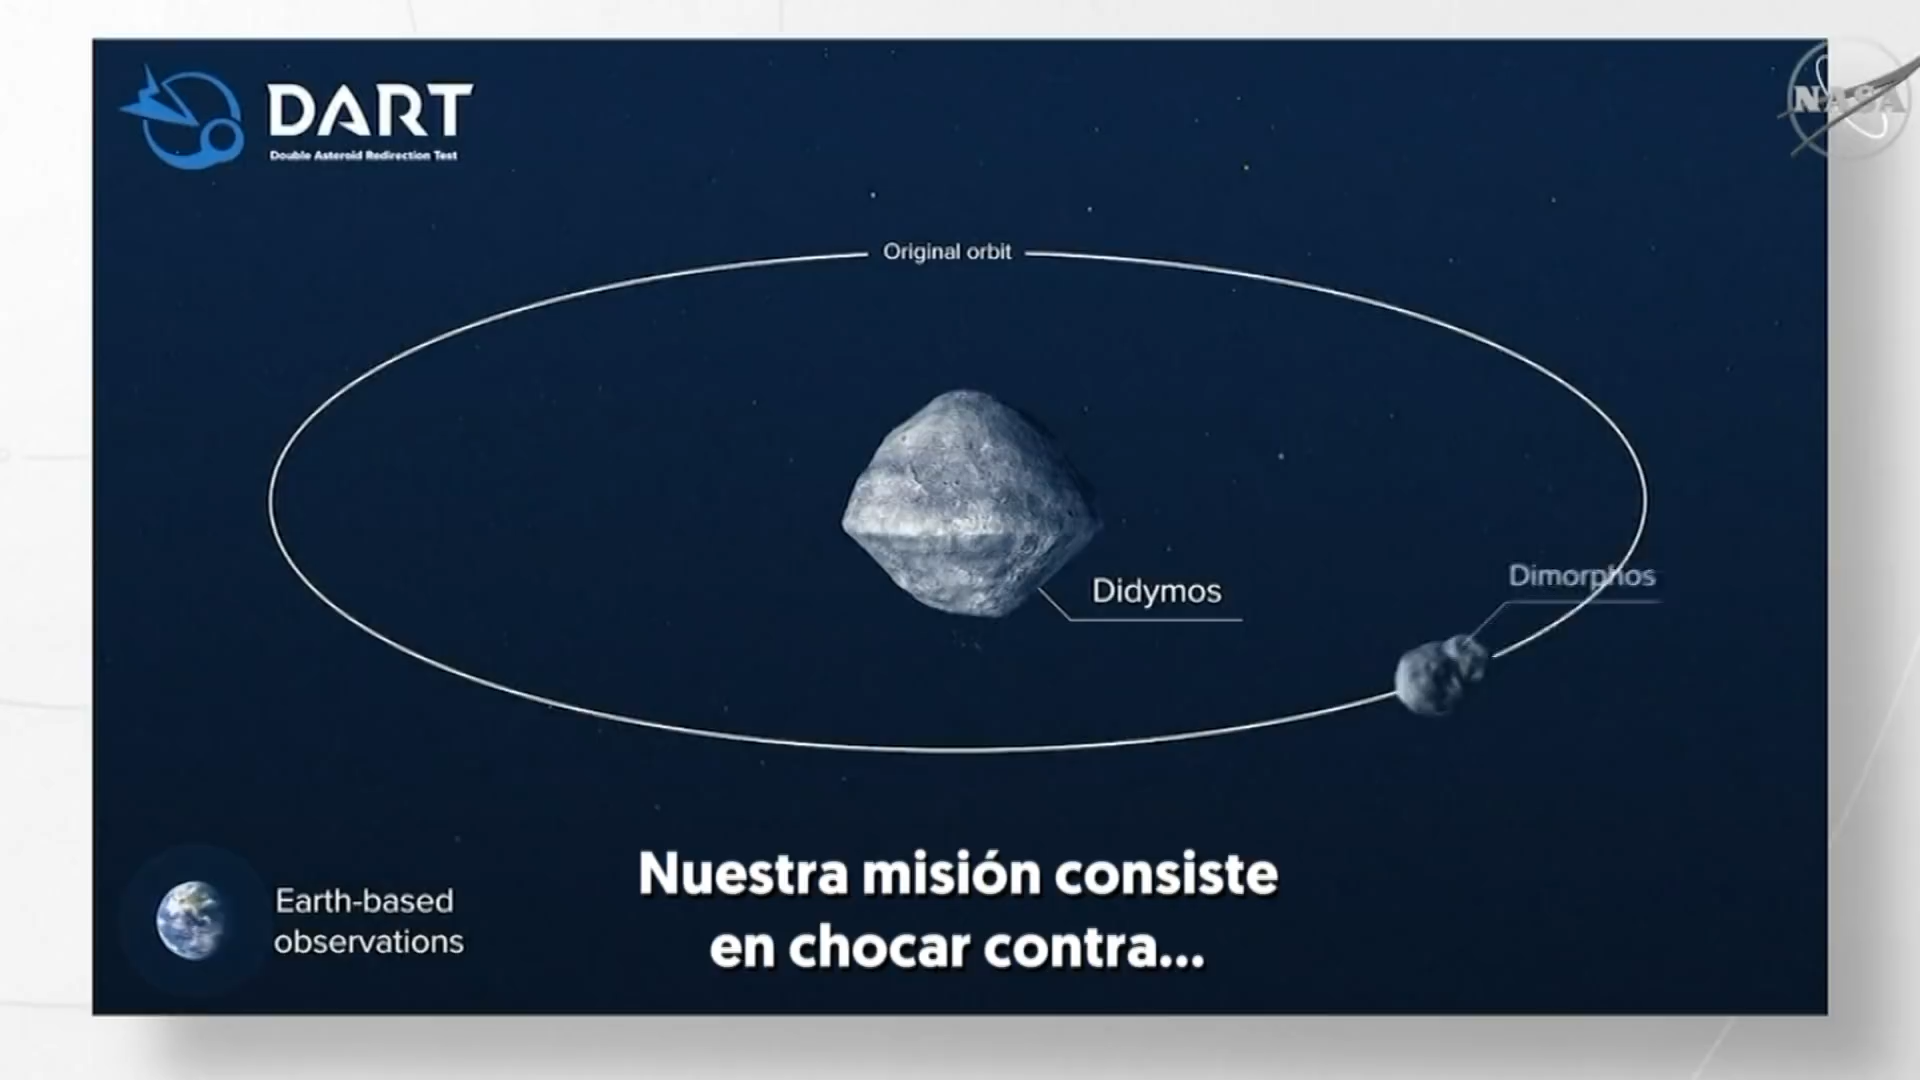 DART
Double Asteroid Redirection Test
NASA
Original orbit
Didymos
Dimorphos
Earth-based
observations
Nuestra misión consiste
en chocar contra...